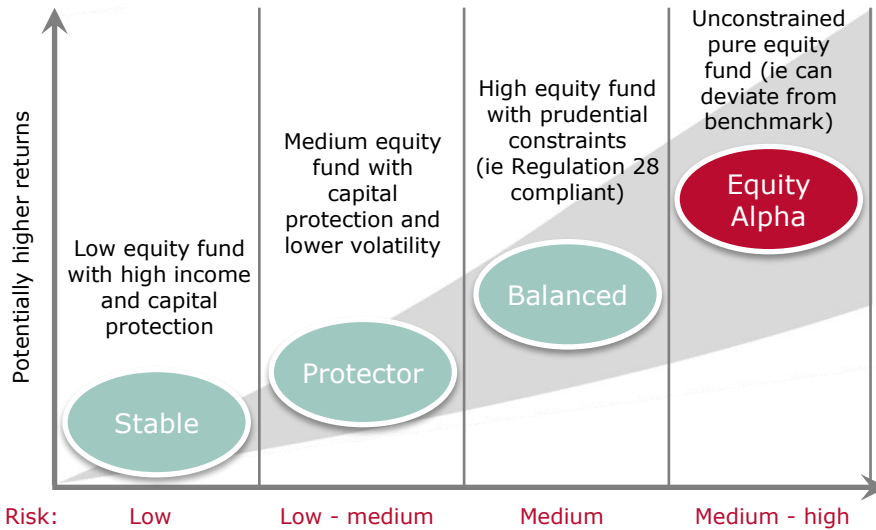 Potentially higher returns
Low equity fund
with high income
and capital
protection
Stable
Medium equity
fund with
capital
protection and
lower volatility
Protector
High equity fund
with prudential
constraints
(ie Regulation 28
compliant)
Balanced
Unconstrained
pure equity
fund (ie can
deviate from
benchmark)
Equity
Alpha
Risk: Low Low - medium Medium Medium - high